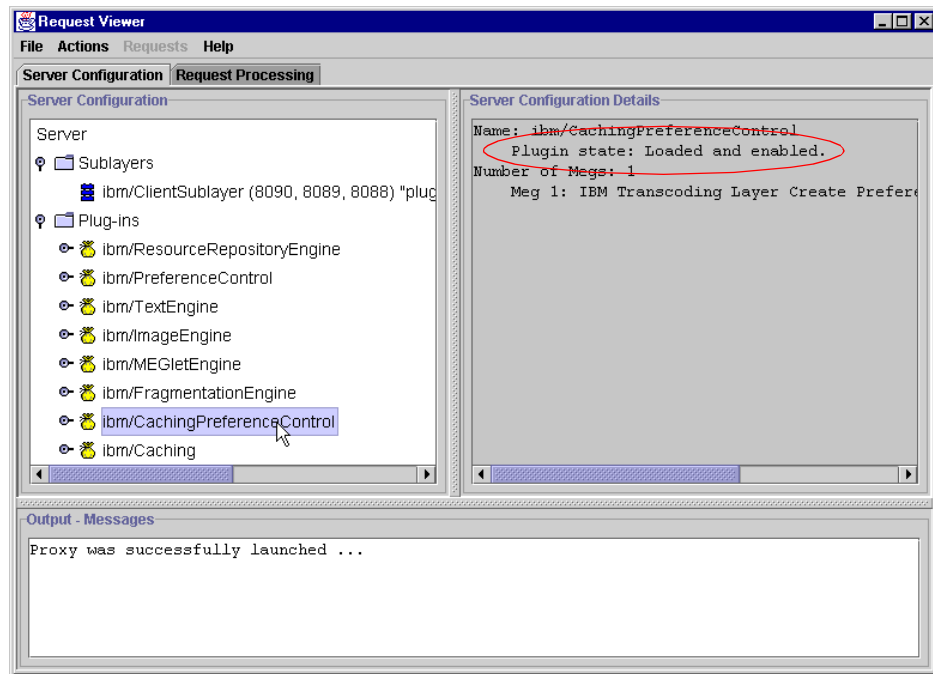 Request Viewer
File Actions Requests Help
Server Configuration Request Processing
Server Configuration
Server
Sublayers
ibm/ClientSublayer (8090, 8089, 8088) "plug
Plug-ins
ibm/ResourceRepositoryEngine
ibm/PreferenceControl
ibm/TextEngine
ibm/ImageEngine
ibm/MEGletEngine
ibm/FragmentationEngine
ibm/CachingPreferenceControl
ibm/Caching
Server Configuration Details
Name: ibm/CachingPreferenceControl
Plugin state: Loaded and enabled.
Number of Megs: 1
Meg 1: IBM Transcoding Layer Create Prefere
Output - Messages
Proxy was successfully launched ...